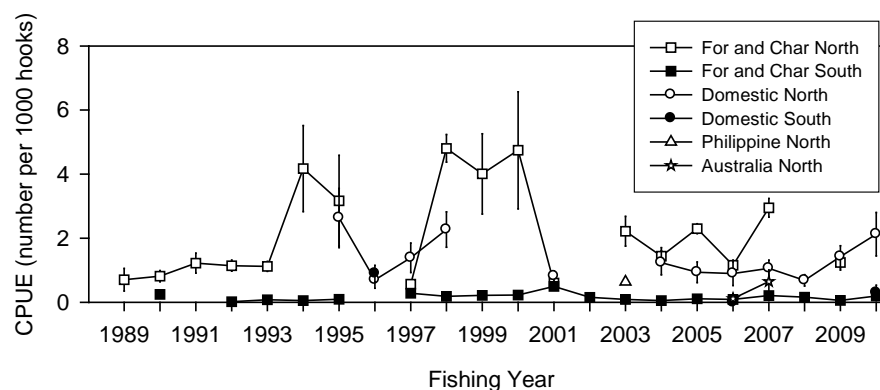 For and Char North
For and Char South
Domestic North
Domestic South
Philippine North
Australia North
CPUE (number per 1000 hooks)
8
6
4
2
0
1989 1991 1993 1995 1997 1999 2001 2003 2005 2007 2009
Fishing Year